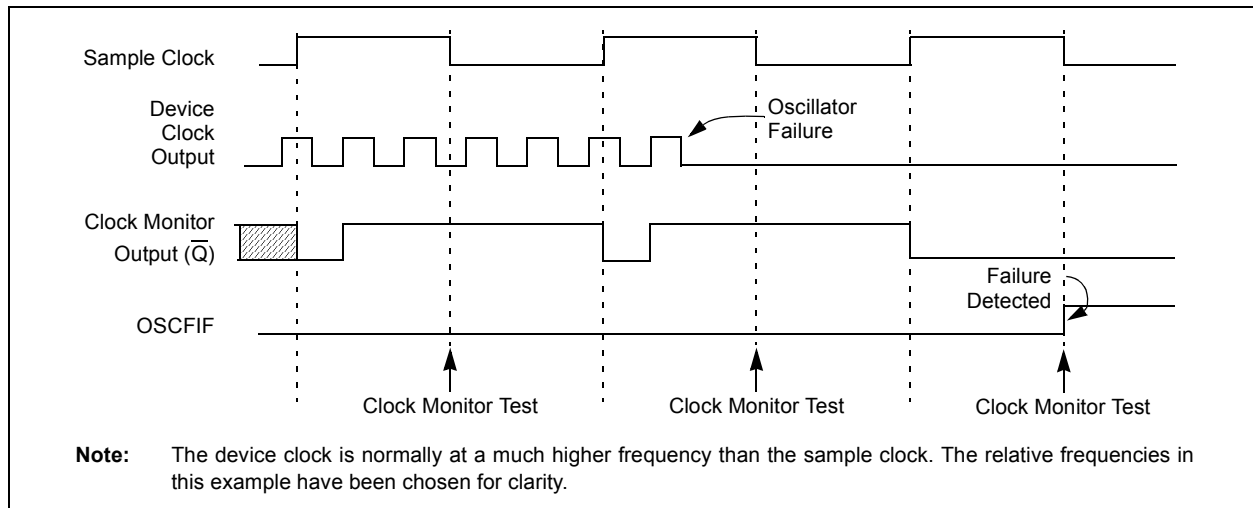 Sample Clock
Device
Clock
Output
Oscillator
Failure
Clock Monitor
Output (Q̅)
Failure
Detected
OSCFIF
Clock Monitor Test
Clock Monitor Test
Clock Monitor Test
Note: The device clock is normally at a much higher frequency than the sample clock. The relative frequencies in
this example have been chosen for clarity.